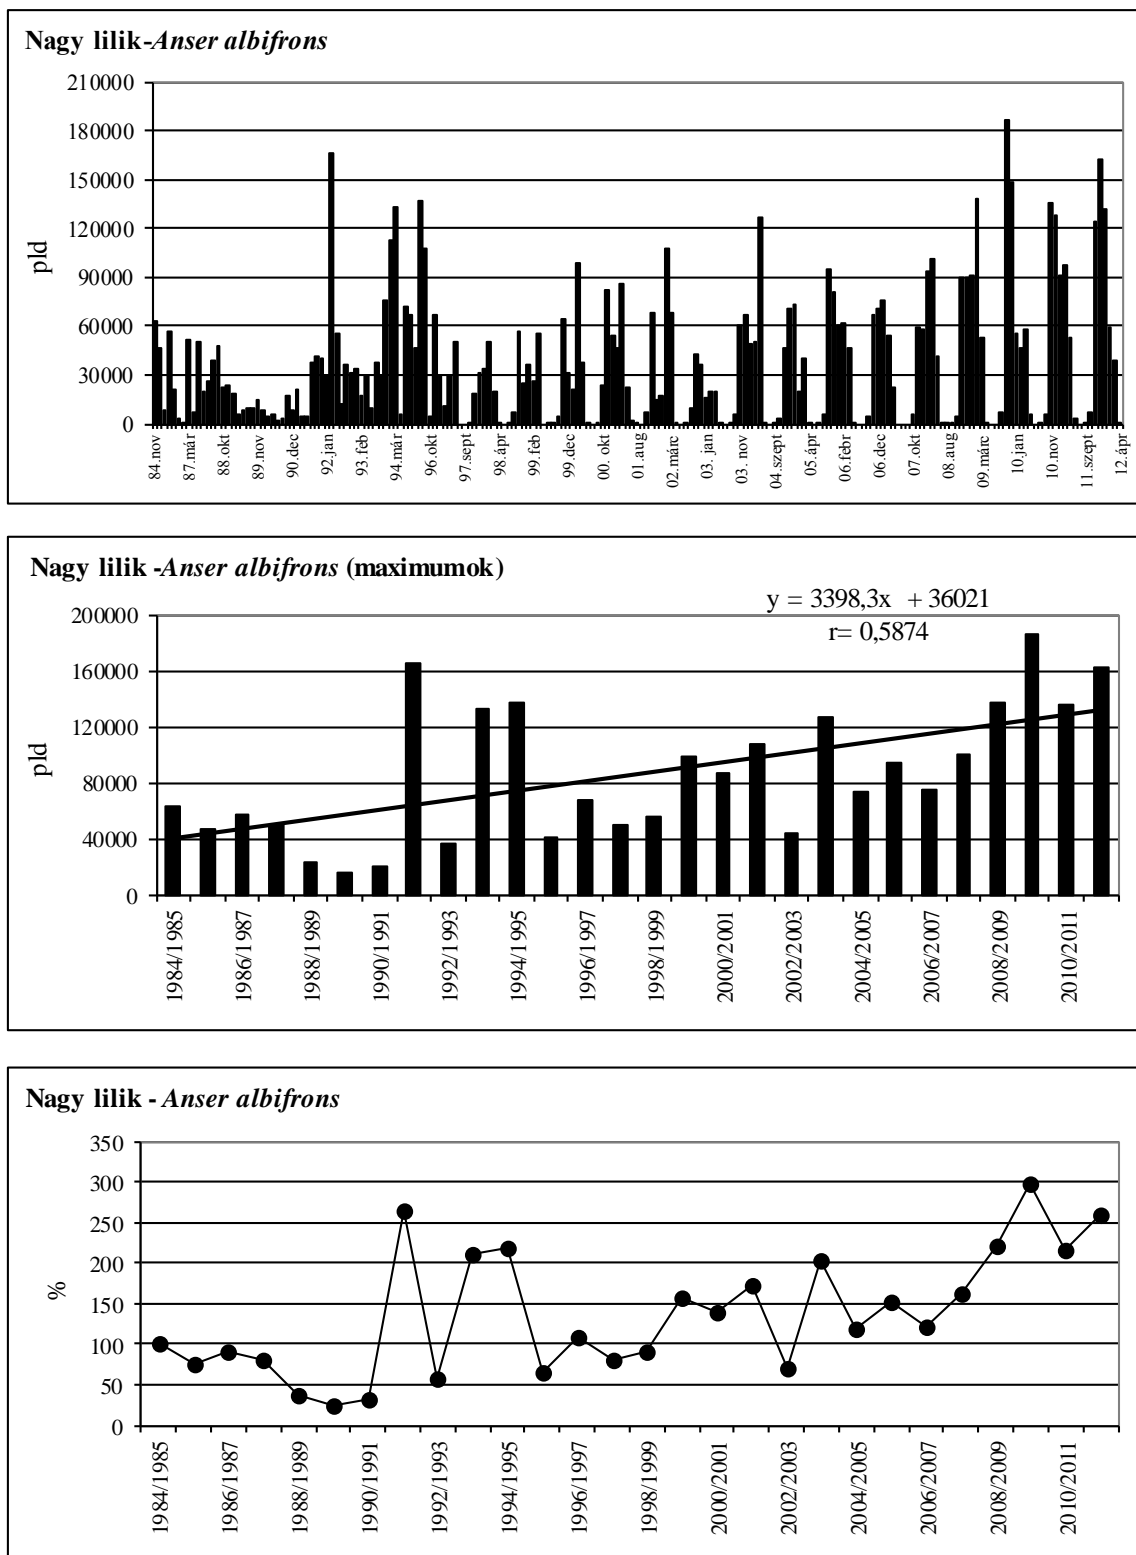 Nagy lilik-Anser albifrons
210000
180000
150000
120000
90000
60000
30000
0
pld
84.nov
87.már
88.okt
89.nov
90.dec
92.jan
93.feb
94.már
96.okt
97.sept
98.ápr
99.feb
99.dec
00. okt
01.aug
02.márc
03. jan
03. nov
04.szept
05.ápr
06.febr
06.dec
07.okt
08.aug
09.márc
10.jan
10.nov
11.szept
12.ápr
Nagy lilik -Anser albifrons (maximumok)
y = 3398,3x + 36021
r= 0,5874
200000
160000
120000
80000
40000
0
pld
1984/1985
1986/1987
1988/1989
1990/1991
1992/1993
1994/1995
1996/1997
1998/1999
2000/2001
2002/2003
2004/2005
2006/2007
2008/2009
2010/2011
Nagy lilik - Anser albifrons
350
300
250
200
150
100
50
0
%
1984/1985
1986/1987
1988/1989
1990/1991
1992/1993
1994/1995
1996/1997
1998/1999
2000/2001
2002/2003
2004/2005
2006/2007
2008/2009
2010/2011